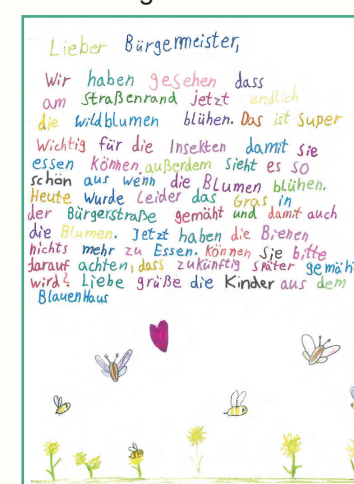 Lieber Bürgermeister,
Wir haben gesehen dass
am Straßenrand jetzt endlich
die wildblumen blühen. Das ist Super
Wichtig für die Insekten damit sie
essen können, außerdem sieht es so
schön aus wenn die Blumen blühen.
Heute wurde Leider das Gras in
der Bürgerstraße gemäht und damit auch
die Blumen. Jetzt haben die Bienen
nichts mehr zu Essen. Können Sie bitte
darauf achten, dass zukünftig später gemäht
wird? Liebe grüße die Kinder aus dem
BlauenHaus